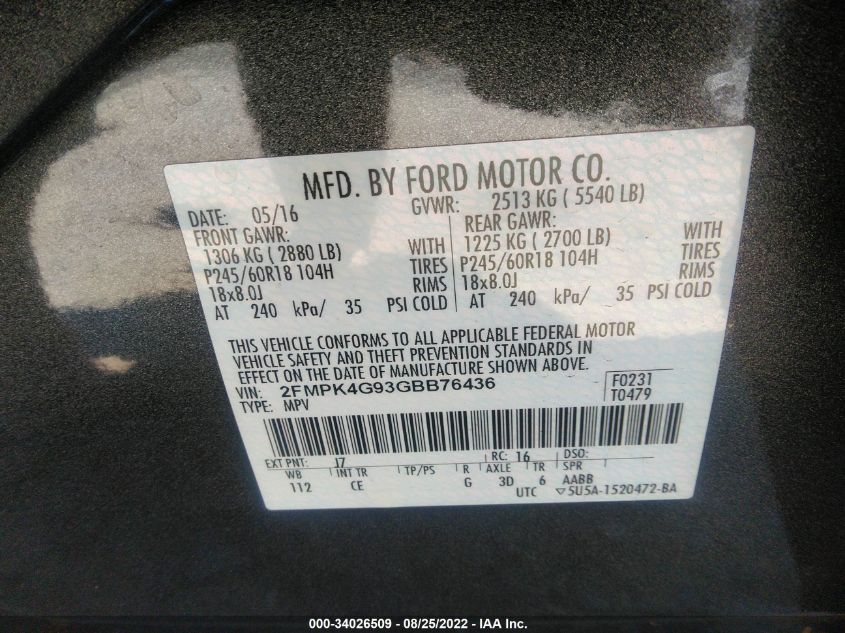 MFD. BY FORD MOTOR CO.
DATE: 05/16 GVWR: 2513 KG ( 5540 LB)
FRONT GAWR: REAR GAWR:
1306 KG ( 2880 LB) WITH 1225 KG ( 2700 LB) WITH
P245/60R18 104H TIRES P245/60R18 104H TIRES
18x8.0J RIMS 18x8.0J RIMS
AT 240 kPa/ 35 PSI COLD AT 240 kPa/ 35 PSI COLD
THIS VEHICLE CONFORMS TO ALL APPLICABLE FEDERAL MOTOR
VEHICLE SAFETY AND THEFT PREVENTION STANDARDS IN
EFFECT ON THE DATE OF MANUFACTURE SHOWN ABOVE.
VIN: 2FMPK4G93GBB76436 F0231
TYPE: MPV T0479
EXT PNT: J7 RC: 16 DSO:
WB INT TR TP/PS R AXLE TR SPR
112 CE G 3D 6 AABB
UTC ▽5U5A-1520472-BA
000-34026509 - 08/25/2022 - IAA Inc.